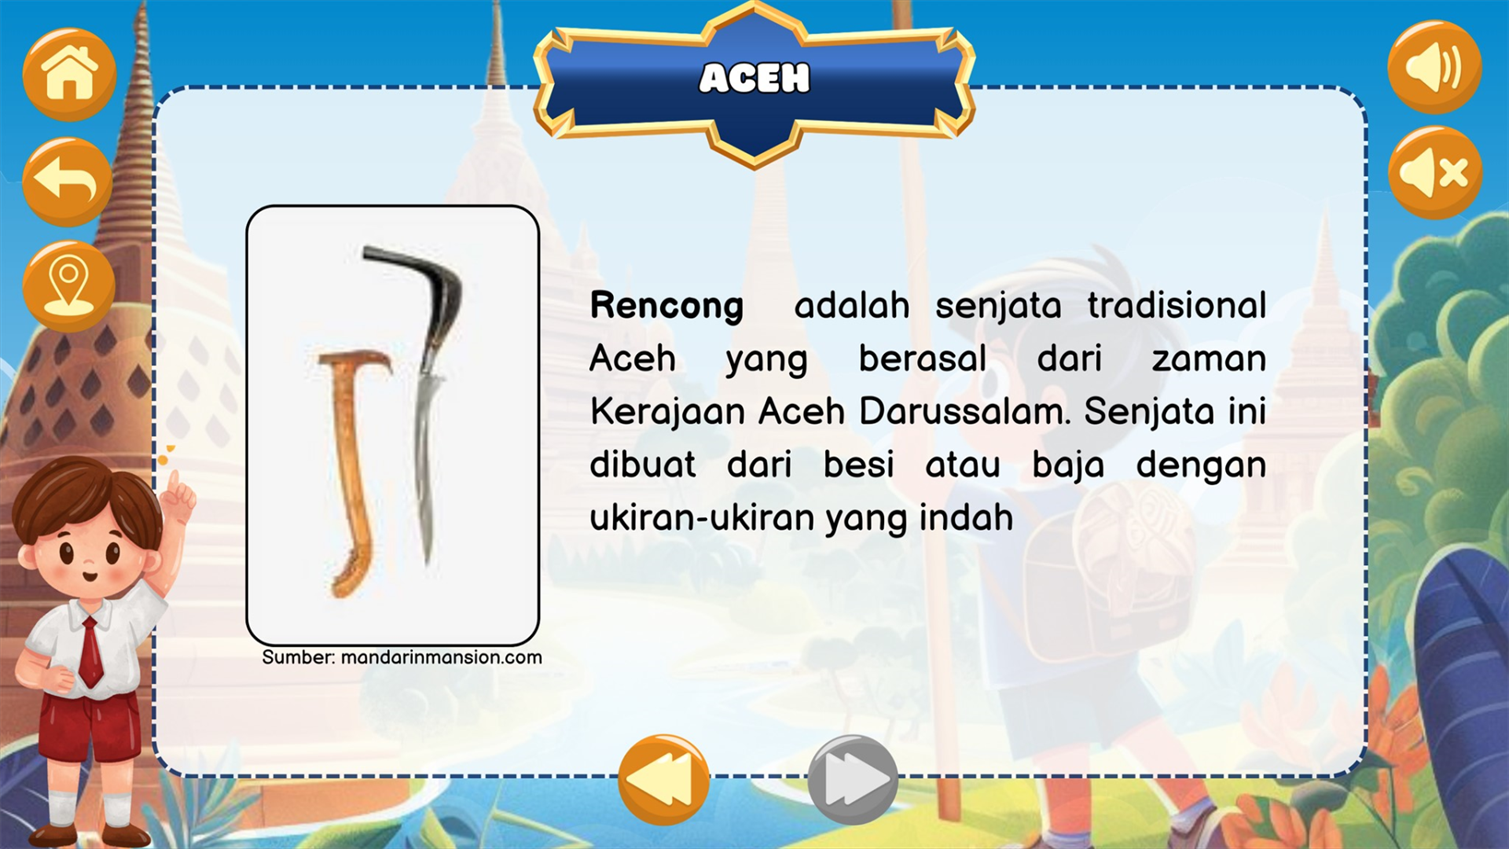 ACEH
Rencong adalah senjata tradisional
Aceh yang berasal dari zaman
Kerajaan Aceh Darussalam. Senjata ini
dibuat dari besi atau baja dengan
ukiran-ukiran yang indah
Sumber: mandarinmansion.com